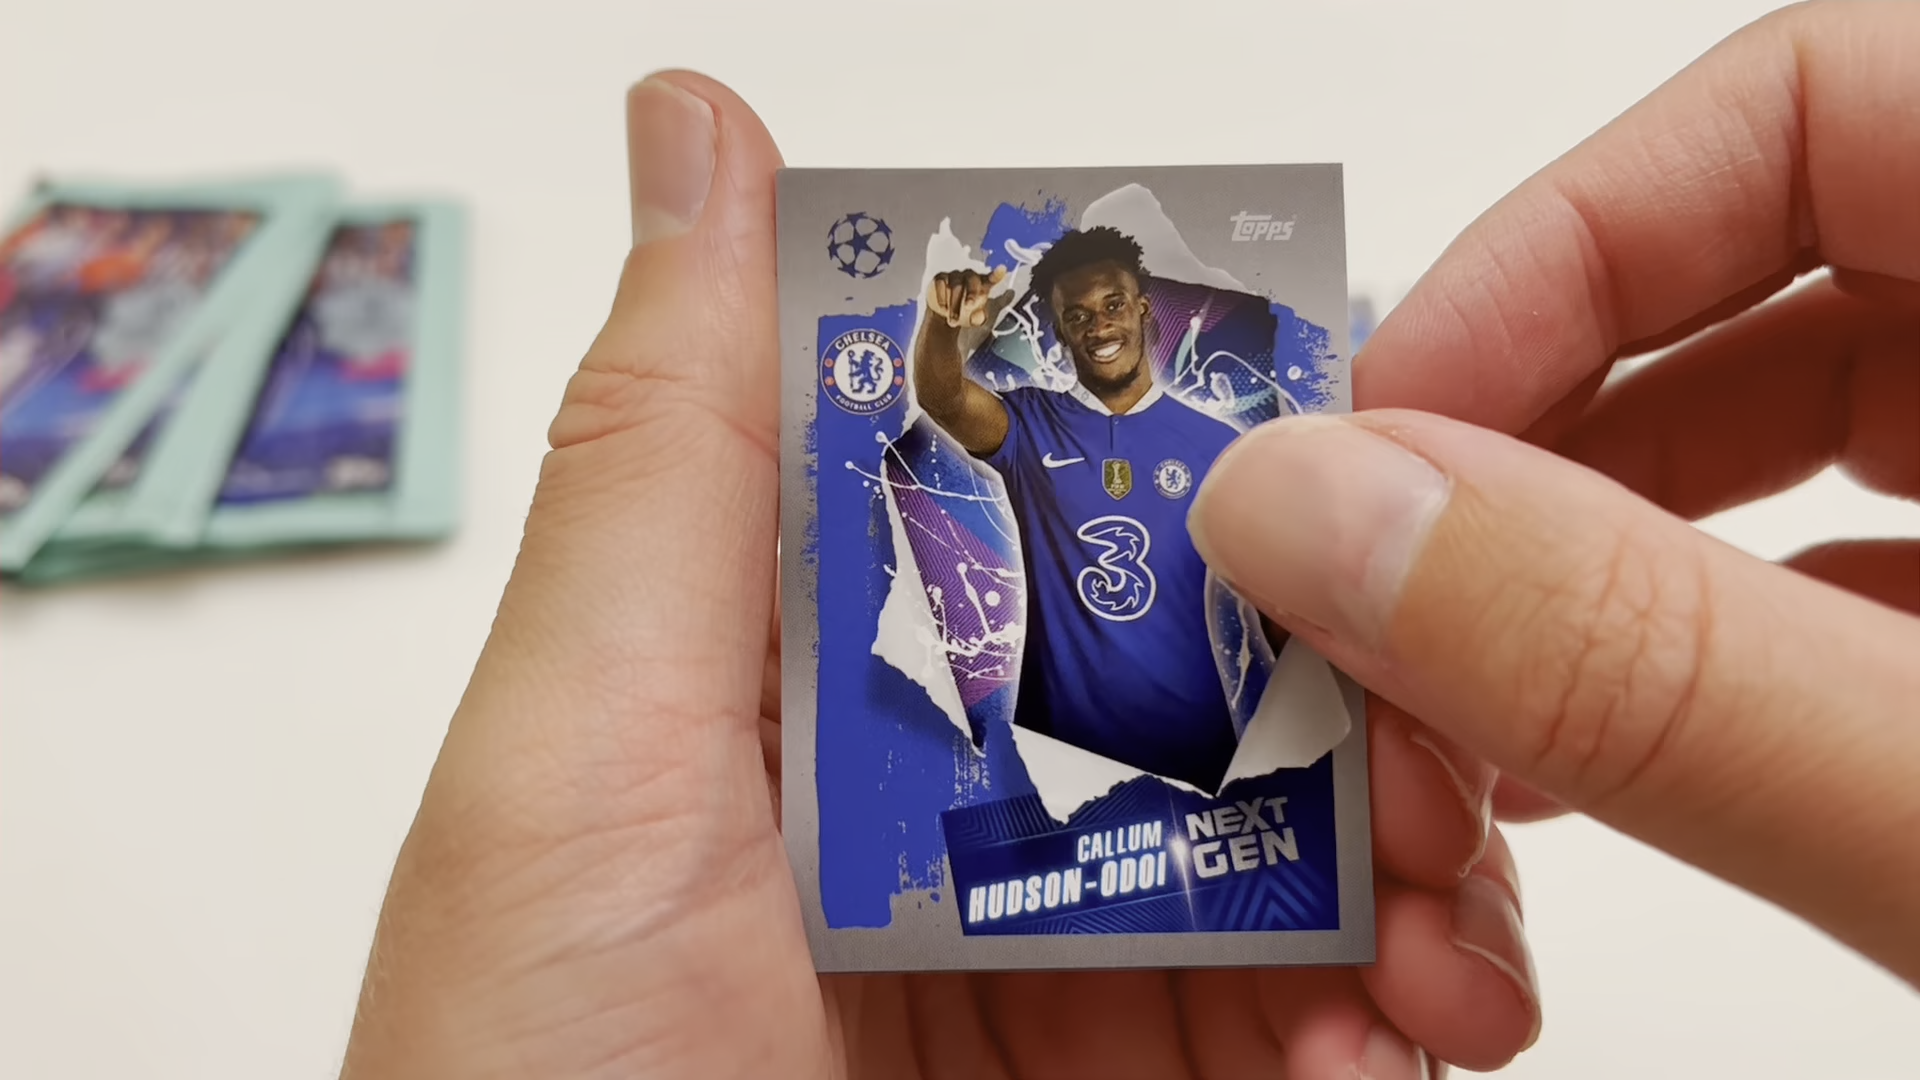 topps
CHELSEA
FOOTBALL CLUB
3
CALLUM
HUDSON-ODOI
NEXT
GEN